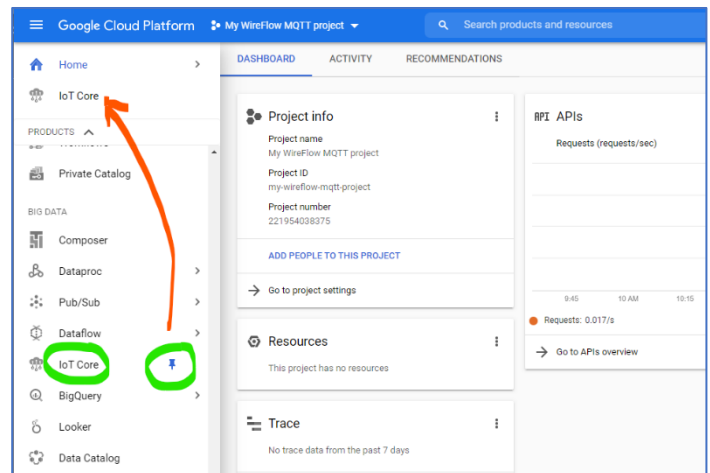 Google Cloud Platform
My WireFlow MQTT project
Search products and resources
Home
IoT Core
PRODUCTS
Private Catalog
BIG DATA
Composer
Dataproc
Pub/Sub
Dataflow
IoT Core
BigQuery
Looker
Data Catalog
DASHBOARD
ACTIVITY
RECOMMENDATIONS
Project info
Project name
My WireFlow MQTT project
Project ID
my-wireflow-mqtt-project
Project number
221954038375
ADD PEOPLE TO THIS PROJECT
Go to project settings
Resources
This project has no resources
Trace
No trace data from the past 7 days
API APIs
Requests (requests/sec)
9:45
10 AM
10:15
Requests: 0.017/s
Go to APIs overview